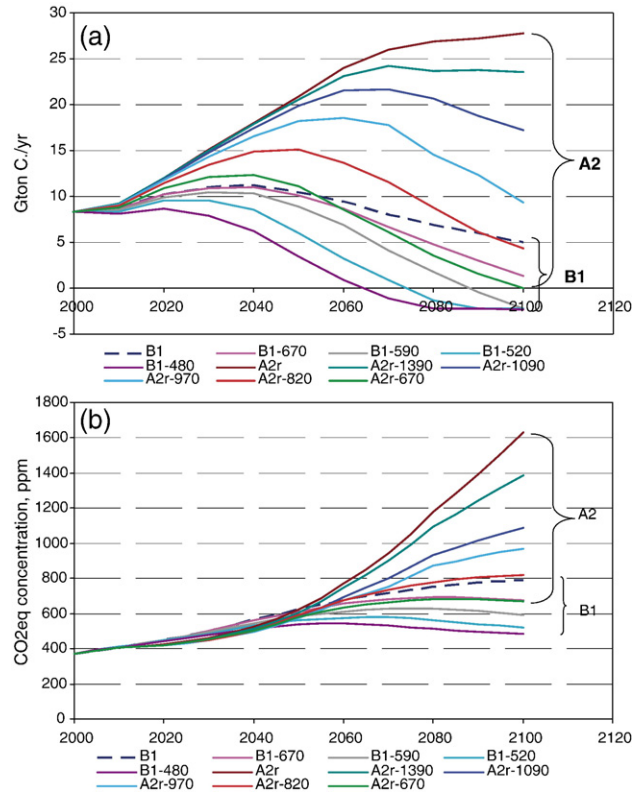 (a)
30
25
20
15
10
5
0
-5
Gton C./yr
2000 2020 2040 2060 2080 2100 2120
A2
B1
B1 B1-670 B1-590 B1-520
B1-480 A2r A2r-1390 A2r-1090
A2r-970 A2r-820 A2r-670
(b)
1800
1600
1400
1200
1000
800
600
400
200
0
CO2eq concentration, ppm
2000 2020 2040 2060 2080 2100 2120
A2
B1
B1 B1-670 B1-590 B1-520
B1-480 A2r A2r-1390 A2r-1090
A2r-970 A2r-820 A2r-670